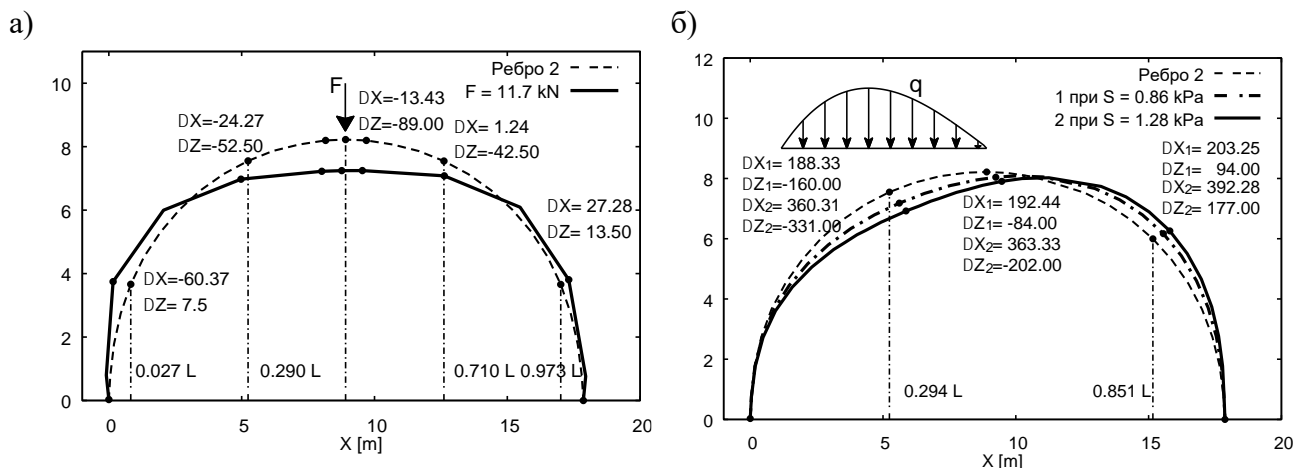 а)
10
8
6
4
2
0
0
5
10
15
20
X [m]
Ребро 2
F = 11.7 kN
F
DX=-13.43
DZ=-89.00
DX=-24.27
DZ=-52.50
DX= 1.24
DZ=-42.50
DX= 27.28
DZ= 13.50
DX=-60.37
DZ= 7.5
0.027 L
0.290 L
0.710 L
0.973 L
б)
12
10
8
6
4
2
0
0
5
10
15
20
X [m]
Ребро 2
1 при S = 0.86 kPa
2 при S = 1.28 kPa
q
DX1= 188.33
DZ1=-160.00
DX2= 360.31
DZ2=-331.00
DX1= 192.44
DZ1= -84.00
DX2= 363.33
DZ2=-202.00
DX1= 203.25
DZ1= 94.00
DX2= 392.28
DZ2= 177.00
0.294 L
0.851 L